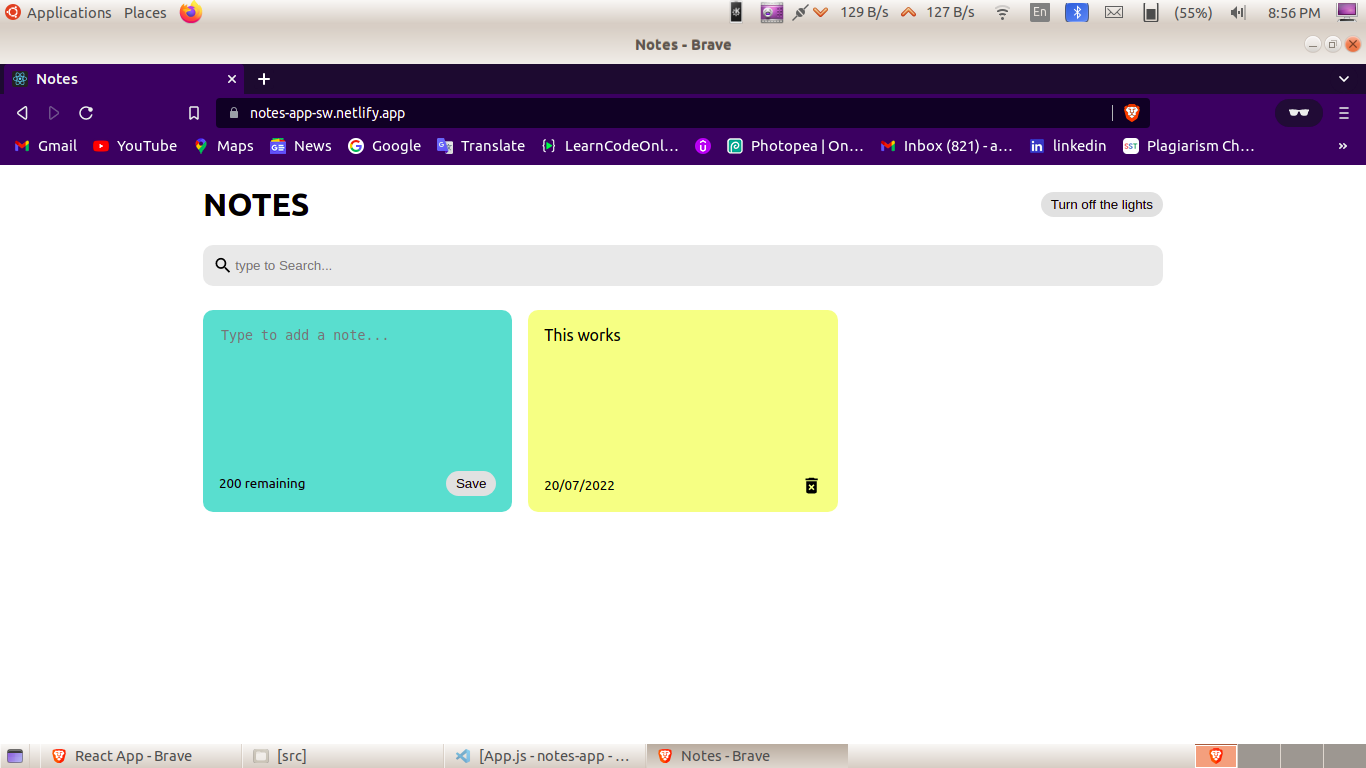 Applications Places 129 B/s 127 B/s En (55%) 8:56 PM
Notes - Brave
Notes
notes-app-sw.netlify.app
Gmail YouTube Maps News Google Translate LearnCodeOnl... Photopea | On... Inbox (821) - a... linkedin SST Plagiarism Ch... »
NOTES
Turn off the lights
type to Search...
Type to add a note...
200 remaining
Save
This works
20/07/2022
React App - Brave [src] [App.js - notes-app - ... Notes - Brave